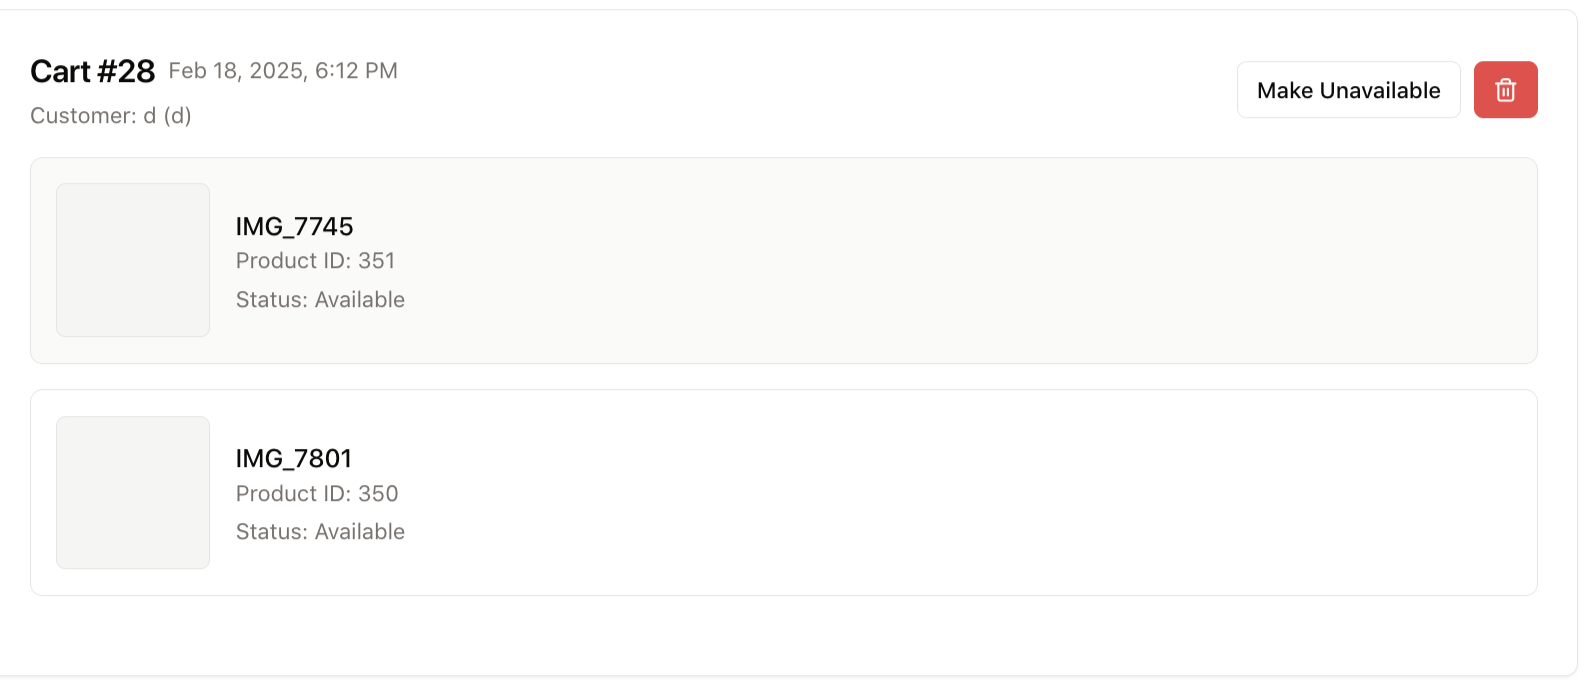 Cart #28 Feb 18, 2025, 6:12 PM
Make Unavailable
Customer: d (d)
IMG_7745
Product ID: 351
Status: Available
IMG_7801
Product ID: 350
Status: Available